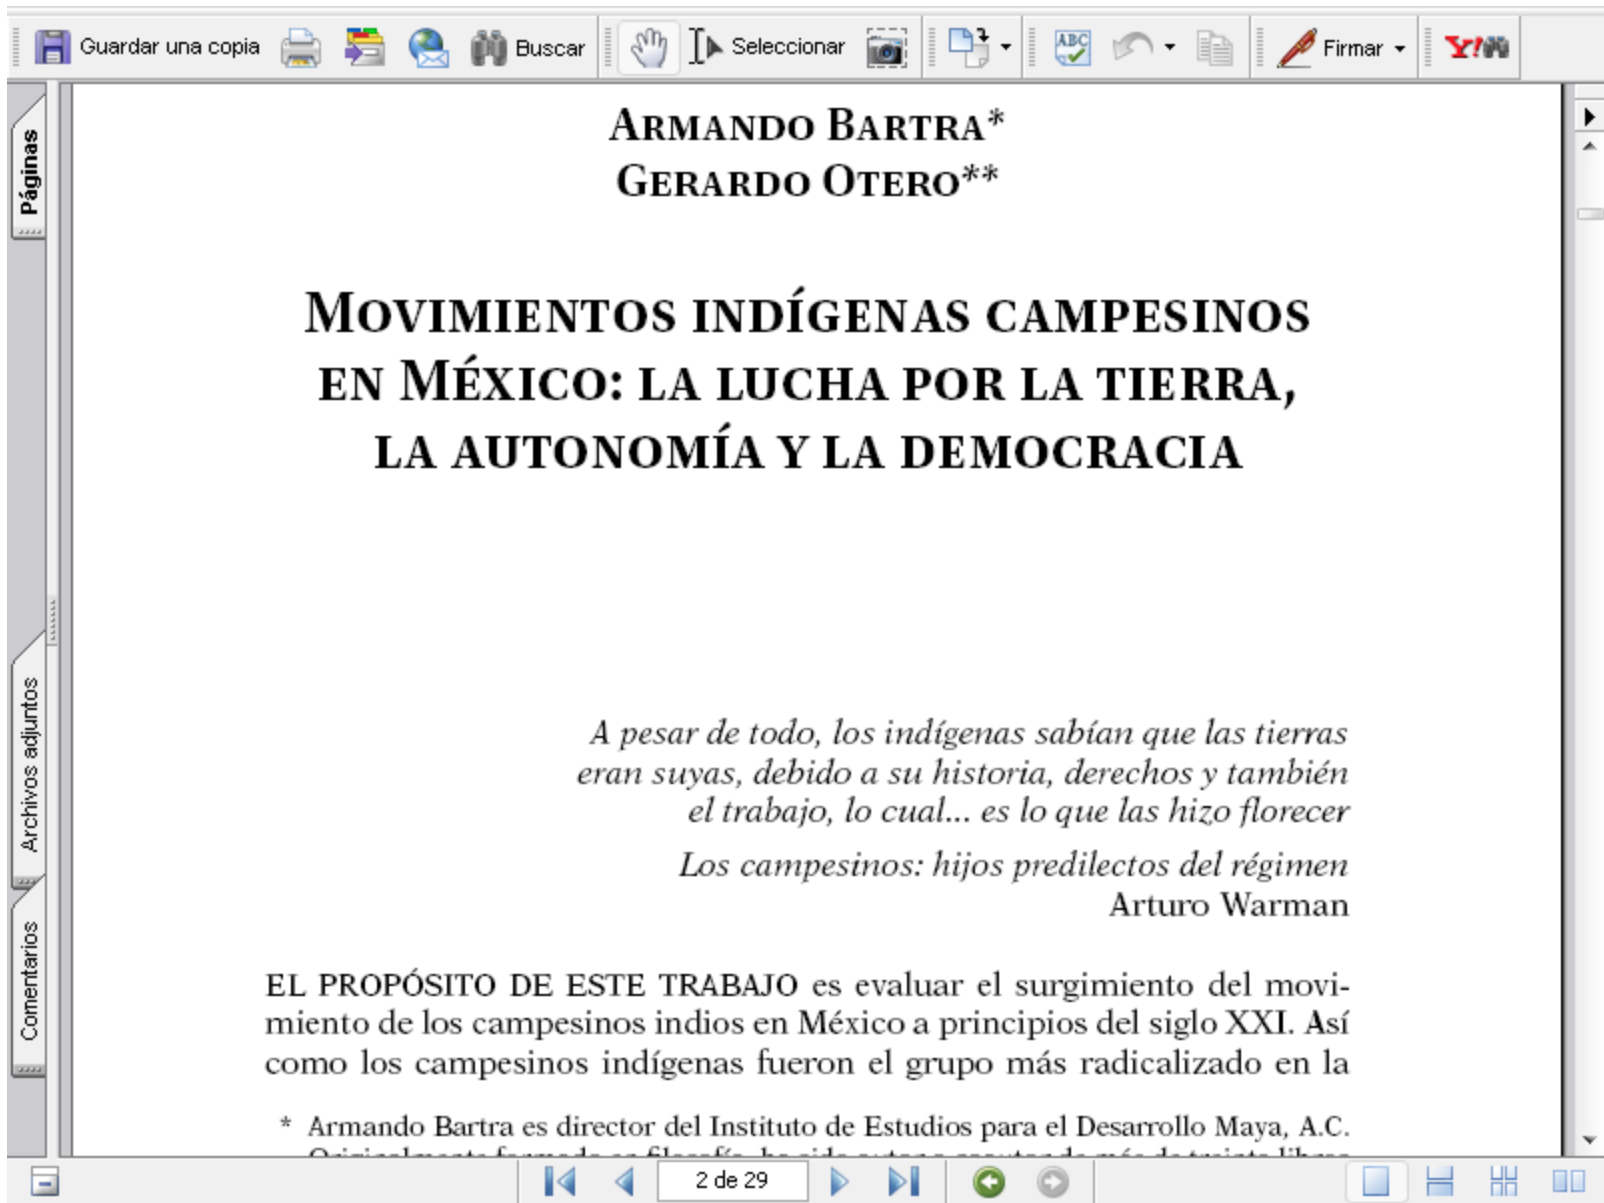 Guardar una copia Buscar Seleccionar ABC Firmar Y!
Páginas
Archivos adjuntos
Comentarios
ARMANDO BARTRA*
GERARDO OTERO**
MOVIMIENTOS INDÍGENAS CAMPESINOS
EN MÉXICO: LA LUCHA POR LA TIERRA,
LA AUTONOMÍA Y LA DEMOCRACIA
A pesar de todo, los indígenas sabían que las tierras
eran suyas, debido a su historia, derechos y también
el trabajo, lo cual... es lo que las hizo florecer
Los campesinos: hijos predilectos del régimen
Arturo Warman
EL PROPÓSITO DE ESTE TRABAJO es evaluar el surgimiento del movi-
miento de los campesinos indios en México a principios del siglo XXI. Así
como los campesinos indígenas fueron el grupo más radicalizado en la
* Armando Bartra es director del Instituto de Estudios para el Desarrollo Maya, A.C.
2 de 29